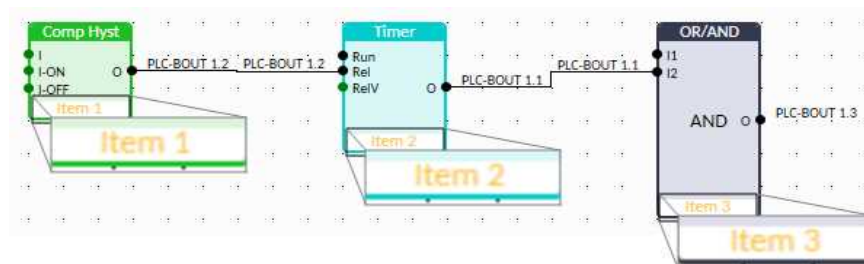 Comp Hyst
I
I-ON
O
I-OFF
Item 1
Item 1
PLC-BOUT 1.2
PLC-BOUT 1.2
Timer
Run
Rel
RelV
O
Item 2
Item 2
PLC-BOUT 1.1
PLC-BOUT 1.1
OR/AND
I1
I2
AND
O
Item 3
Item 3
PLC-BOUT 1.3